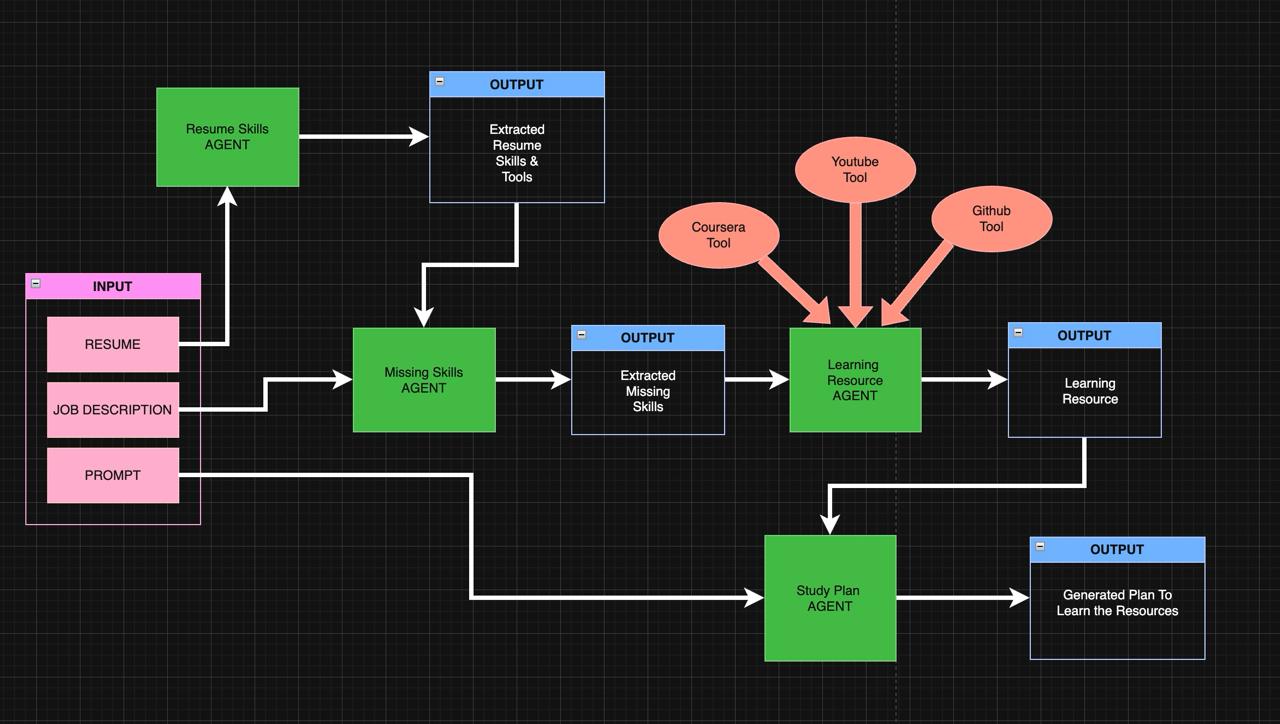 OUTPUT
Resume Skills
AGENT
Extracted
Resume
Skills &
Tools
Youtube
Tool
Coursera
Tool
Github
Tool
INPUT
RESUME
JOB DESCRIPTION
PROMPT
Missing Skills
AGENT
OUTPUT
Extracted
Missing
Skills
Learning
Resource
AGENT
OUTPUT
Learning
Resource
Study Plan
AGENT
OUTPUT
Generated Plan To
Learn the Resources